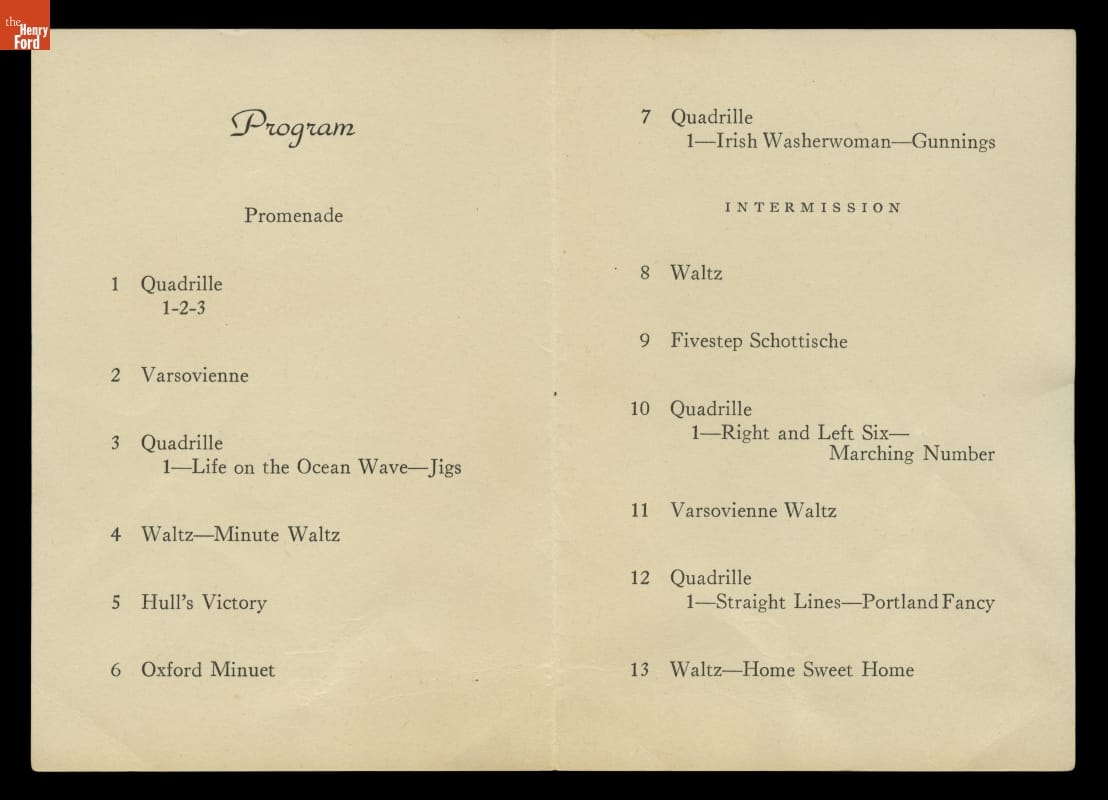 the
Henry
Ford
Program
Promenade
1 Quadrille
1-2-3
2 Varsovienne
3 Quadrille
1—Life on the Ocean Wave—Jigs
4 Waltz—Minute Waltz
5 Hull's Victory
6 Oxford Minuet
7 Quadrille
1—Irish Washerwoman—Gunnings
INTERMISSION
8 Waltz
9 Fivestep Schottische
10 Quadrille
1—Right and Left Six—
Marching Number
11 Varsovienne Waltz
12 Quadrille
1—Straight Lines—Portland Fancy
13 Waltz—Home Sweet Home